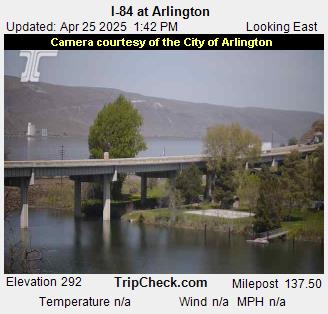 I-84 at Arlington
Updated: Apr 25 2025 1:42 PM Looking East
Camera courtesy of the City of Arlington
Elevation 292 TripCheck.com Milepost 137.50
Temperature n/a Wind n/a MPH n/a